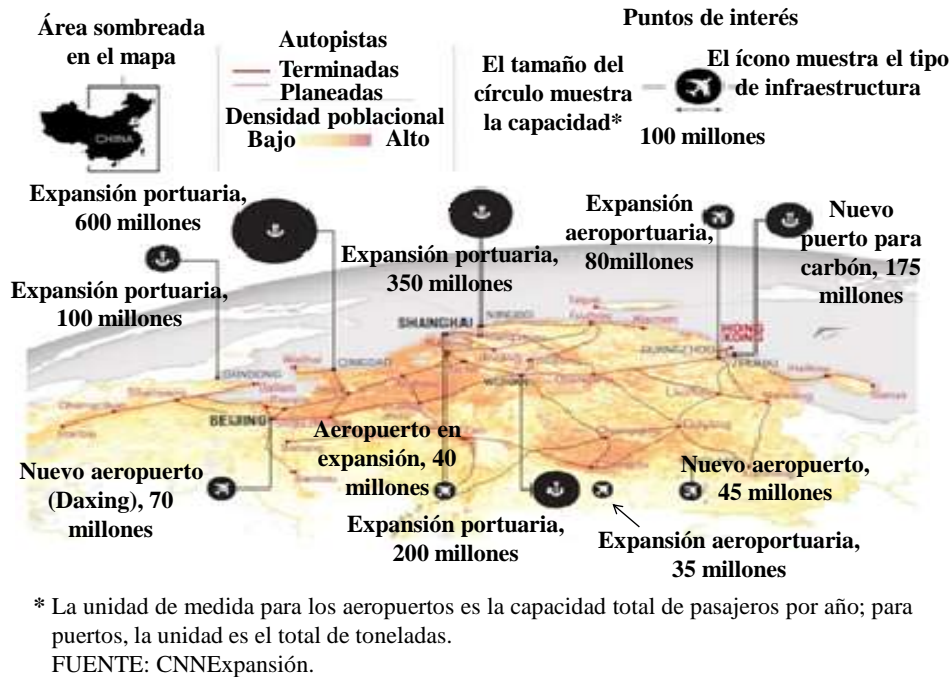 Área sombreada
en el mapa
CHINA
Autopistas
Terminadas
Planeadas
Densidad poblacional
Bajo Alto
Puntos de interés
El tamaño del
círculo muestra
la capacidad*
El ícono muestra el tipo
de infraestructura
100 millones
Expansión portuaria,
600 millones
Expansión portuaria,
100 millones
Expansión portuaria,
350 millones
Expansión
aeroportuaria,
80millones
Nuevo
puerto para
carbón, 175
millones
SHANGHAI
HONG
KONG
BEIJING
Nuevo aeropuerto
(Daxing), 70
millones
Aeropuerto en
expansión, 40
millones
Expansión portuaria,
200 millones
Nuevo aeropuerto,
45 millones
Expansión aeroportuaria,
35 millones
* La unidad de medida para los aeropuertos es la capacidad total de pasajeros por año; para
puertos, la unidad es el total de toneladas.
FUENTE: CNNExpansión.